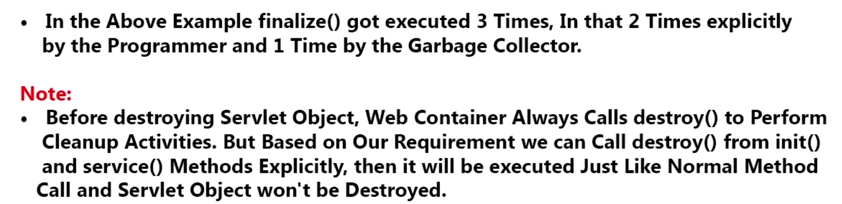 • In the Above Example finalize() got executed 3 Times, In that 2 Times explicitly
by the Programmer and 1 Time by the Garbage Collector.
Note:
• Before destroying Servlet Object, Web Container Always Calls destroy() to Perform
Cleanup Activities. But Based on Our Requirement we can Call destroy() from init()
and service() Methods Explicitly, then it will be executed Just Like Normal Method
Call and Servlet Object won't be Destroyed.